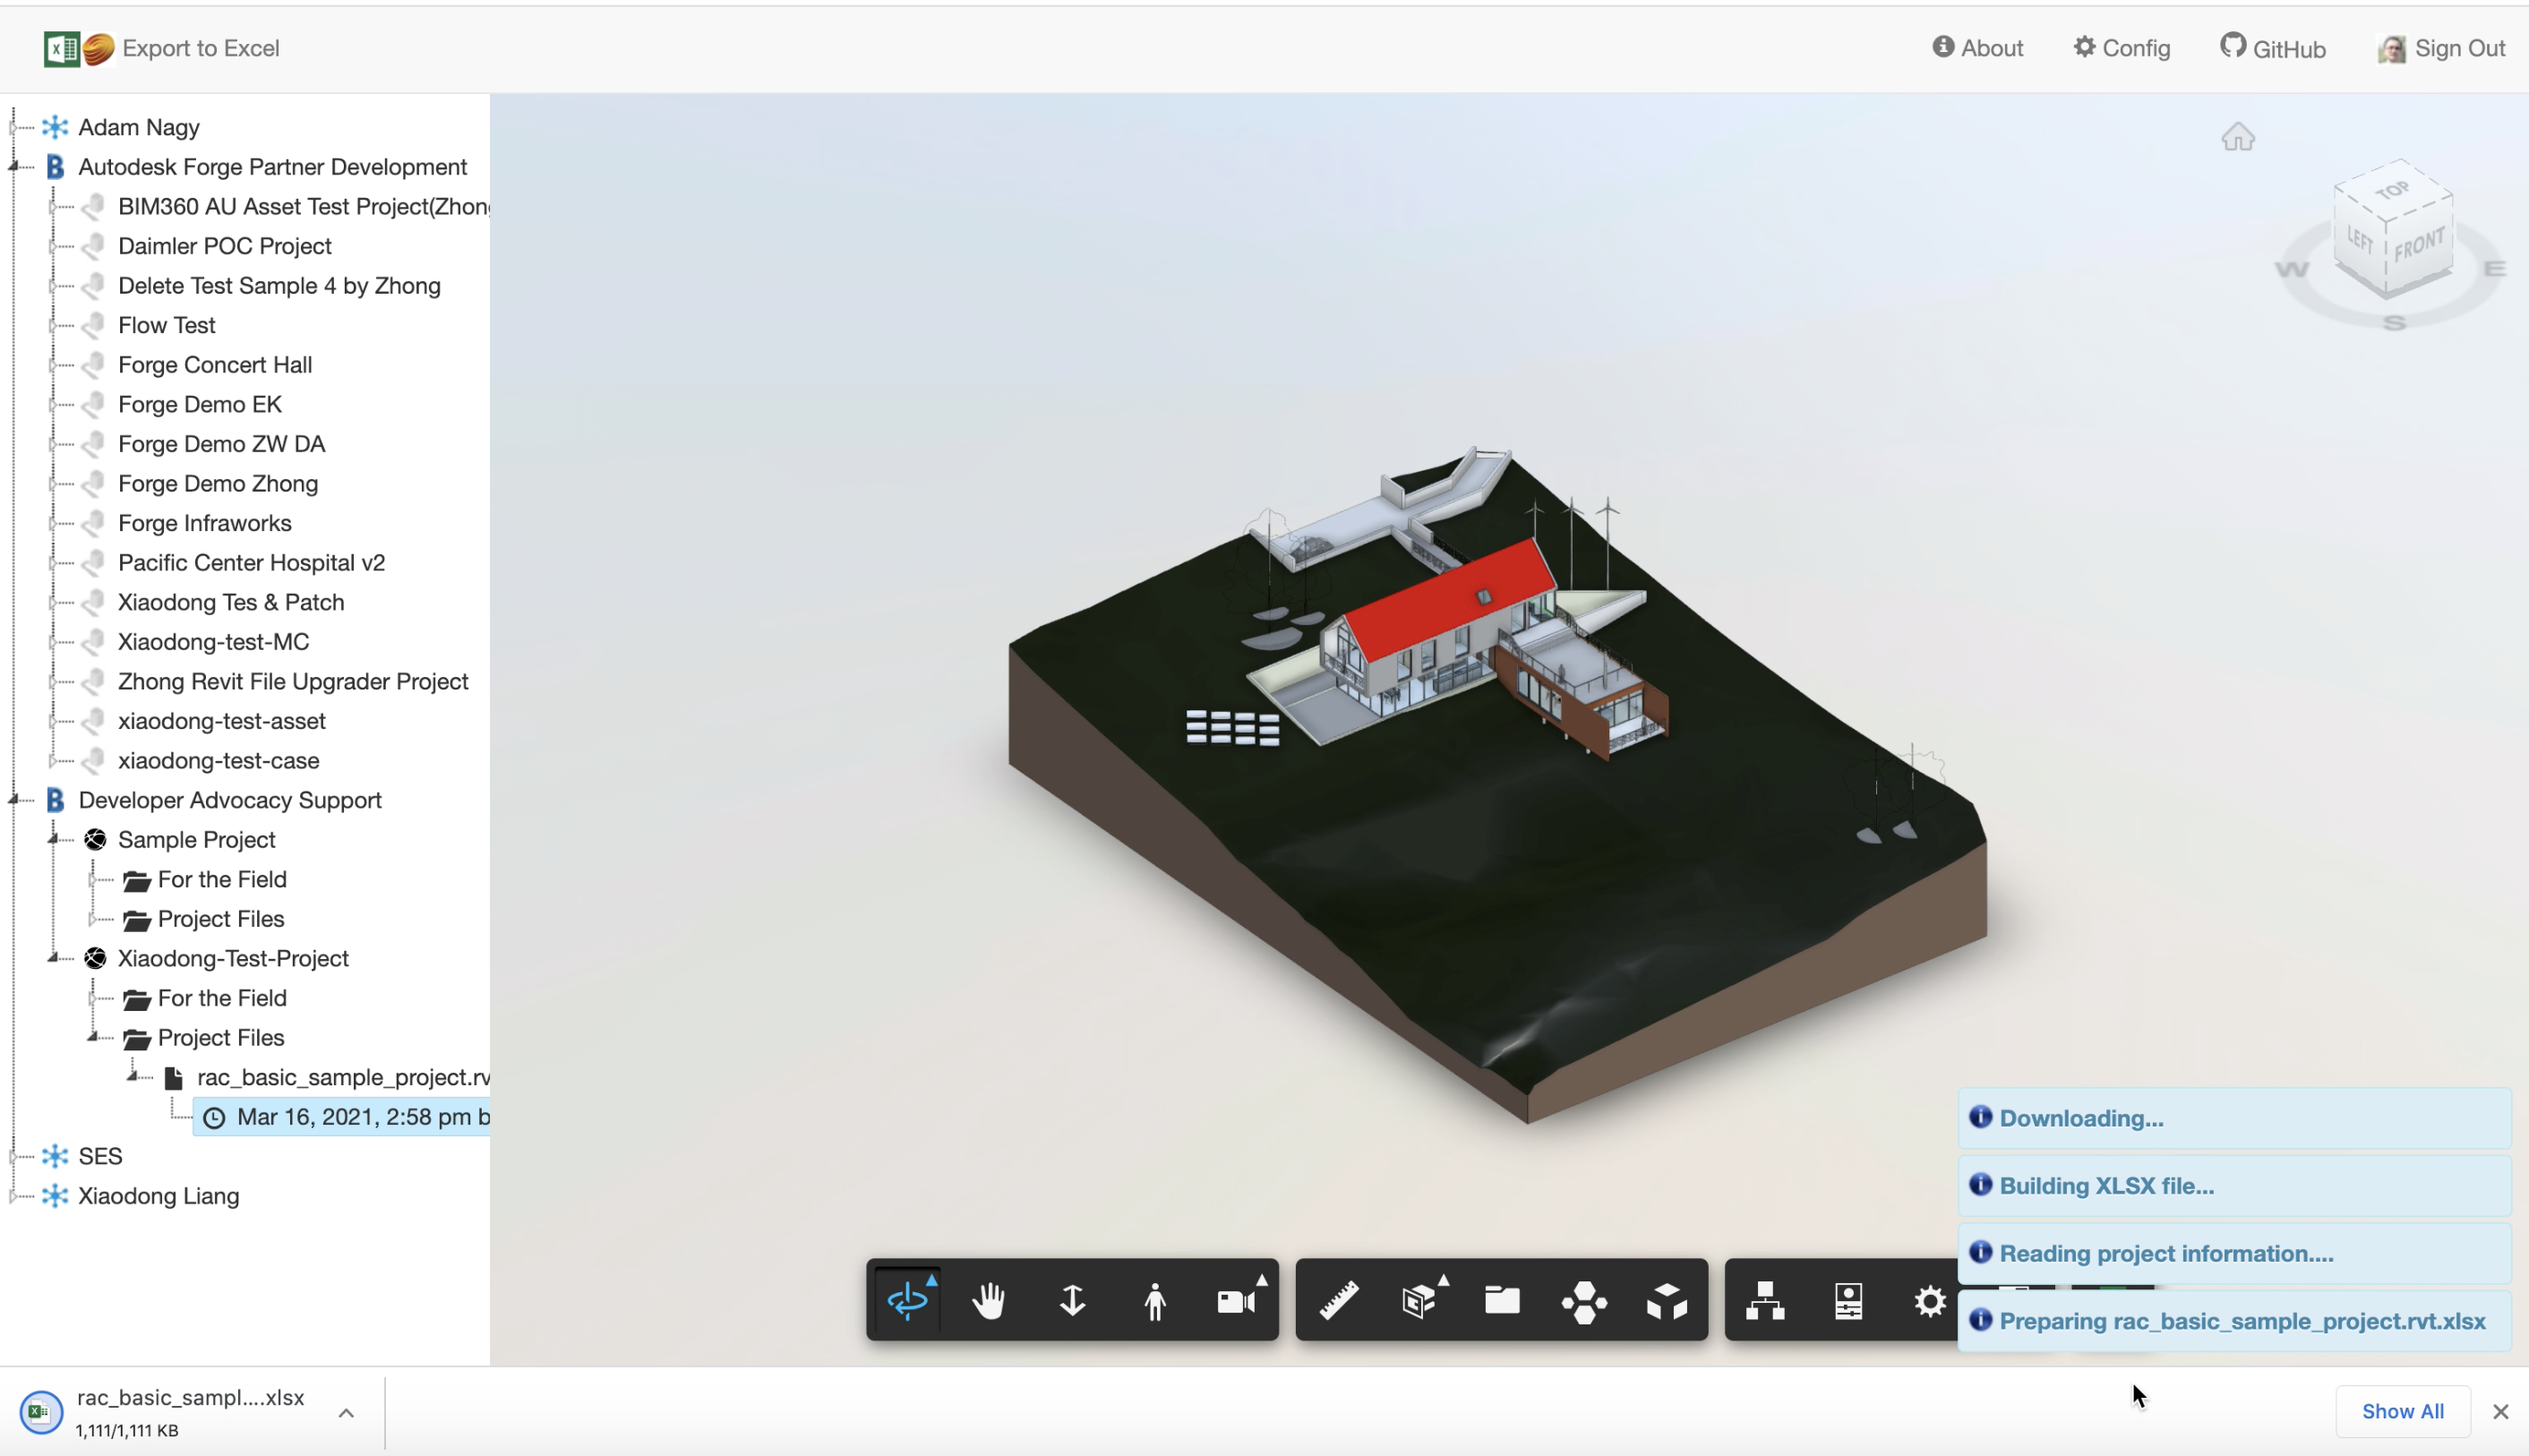 Export to Excel
About
Config
GitHub
Sign Out
Adam Nagy
Autodesk Forge Partner Development
BIM360 AU Asset Test Project(Zhong
Daimler POC Project
Delete Test Sample 4 by Zhong
Flow Test
Forge Concert Hall
Forge Demo EK
Forge Demo ZW DA
Forge Demo Zhong
Forge Infraworks
Pacific Center Hospital v2
Xiaodong Tes & Patch
Xiaodong-test-MC
Zhong Revit File Upgrader Project
xiaodong-test-asset
xiaodong-test-case
Developer Advocacy Support
Sample Project
For the Field
Project Files
Xiaodong-Test-Project
For the Field
Project Files
rac_basic_sample_project.rv
Mar 16, 2021, 2:58 pm b
SES
Xiaodong Liang
TOP
LEFT
FRONT
W
E
S
Downloading...
Building XLSX file...
Reading project information....
Preparing rac_basic_sample_project.rvt.xlsx
rac_basic_sampl....xlsx
1,111/1,111 KB
Show All